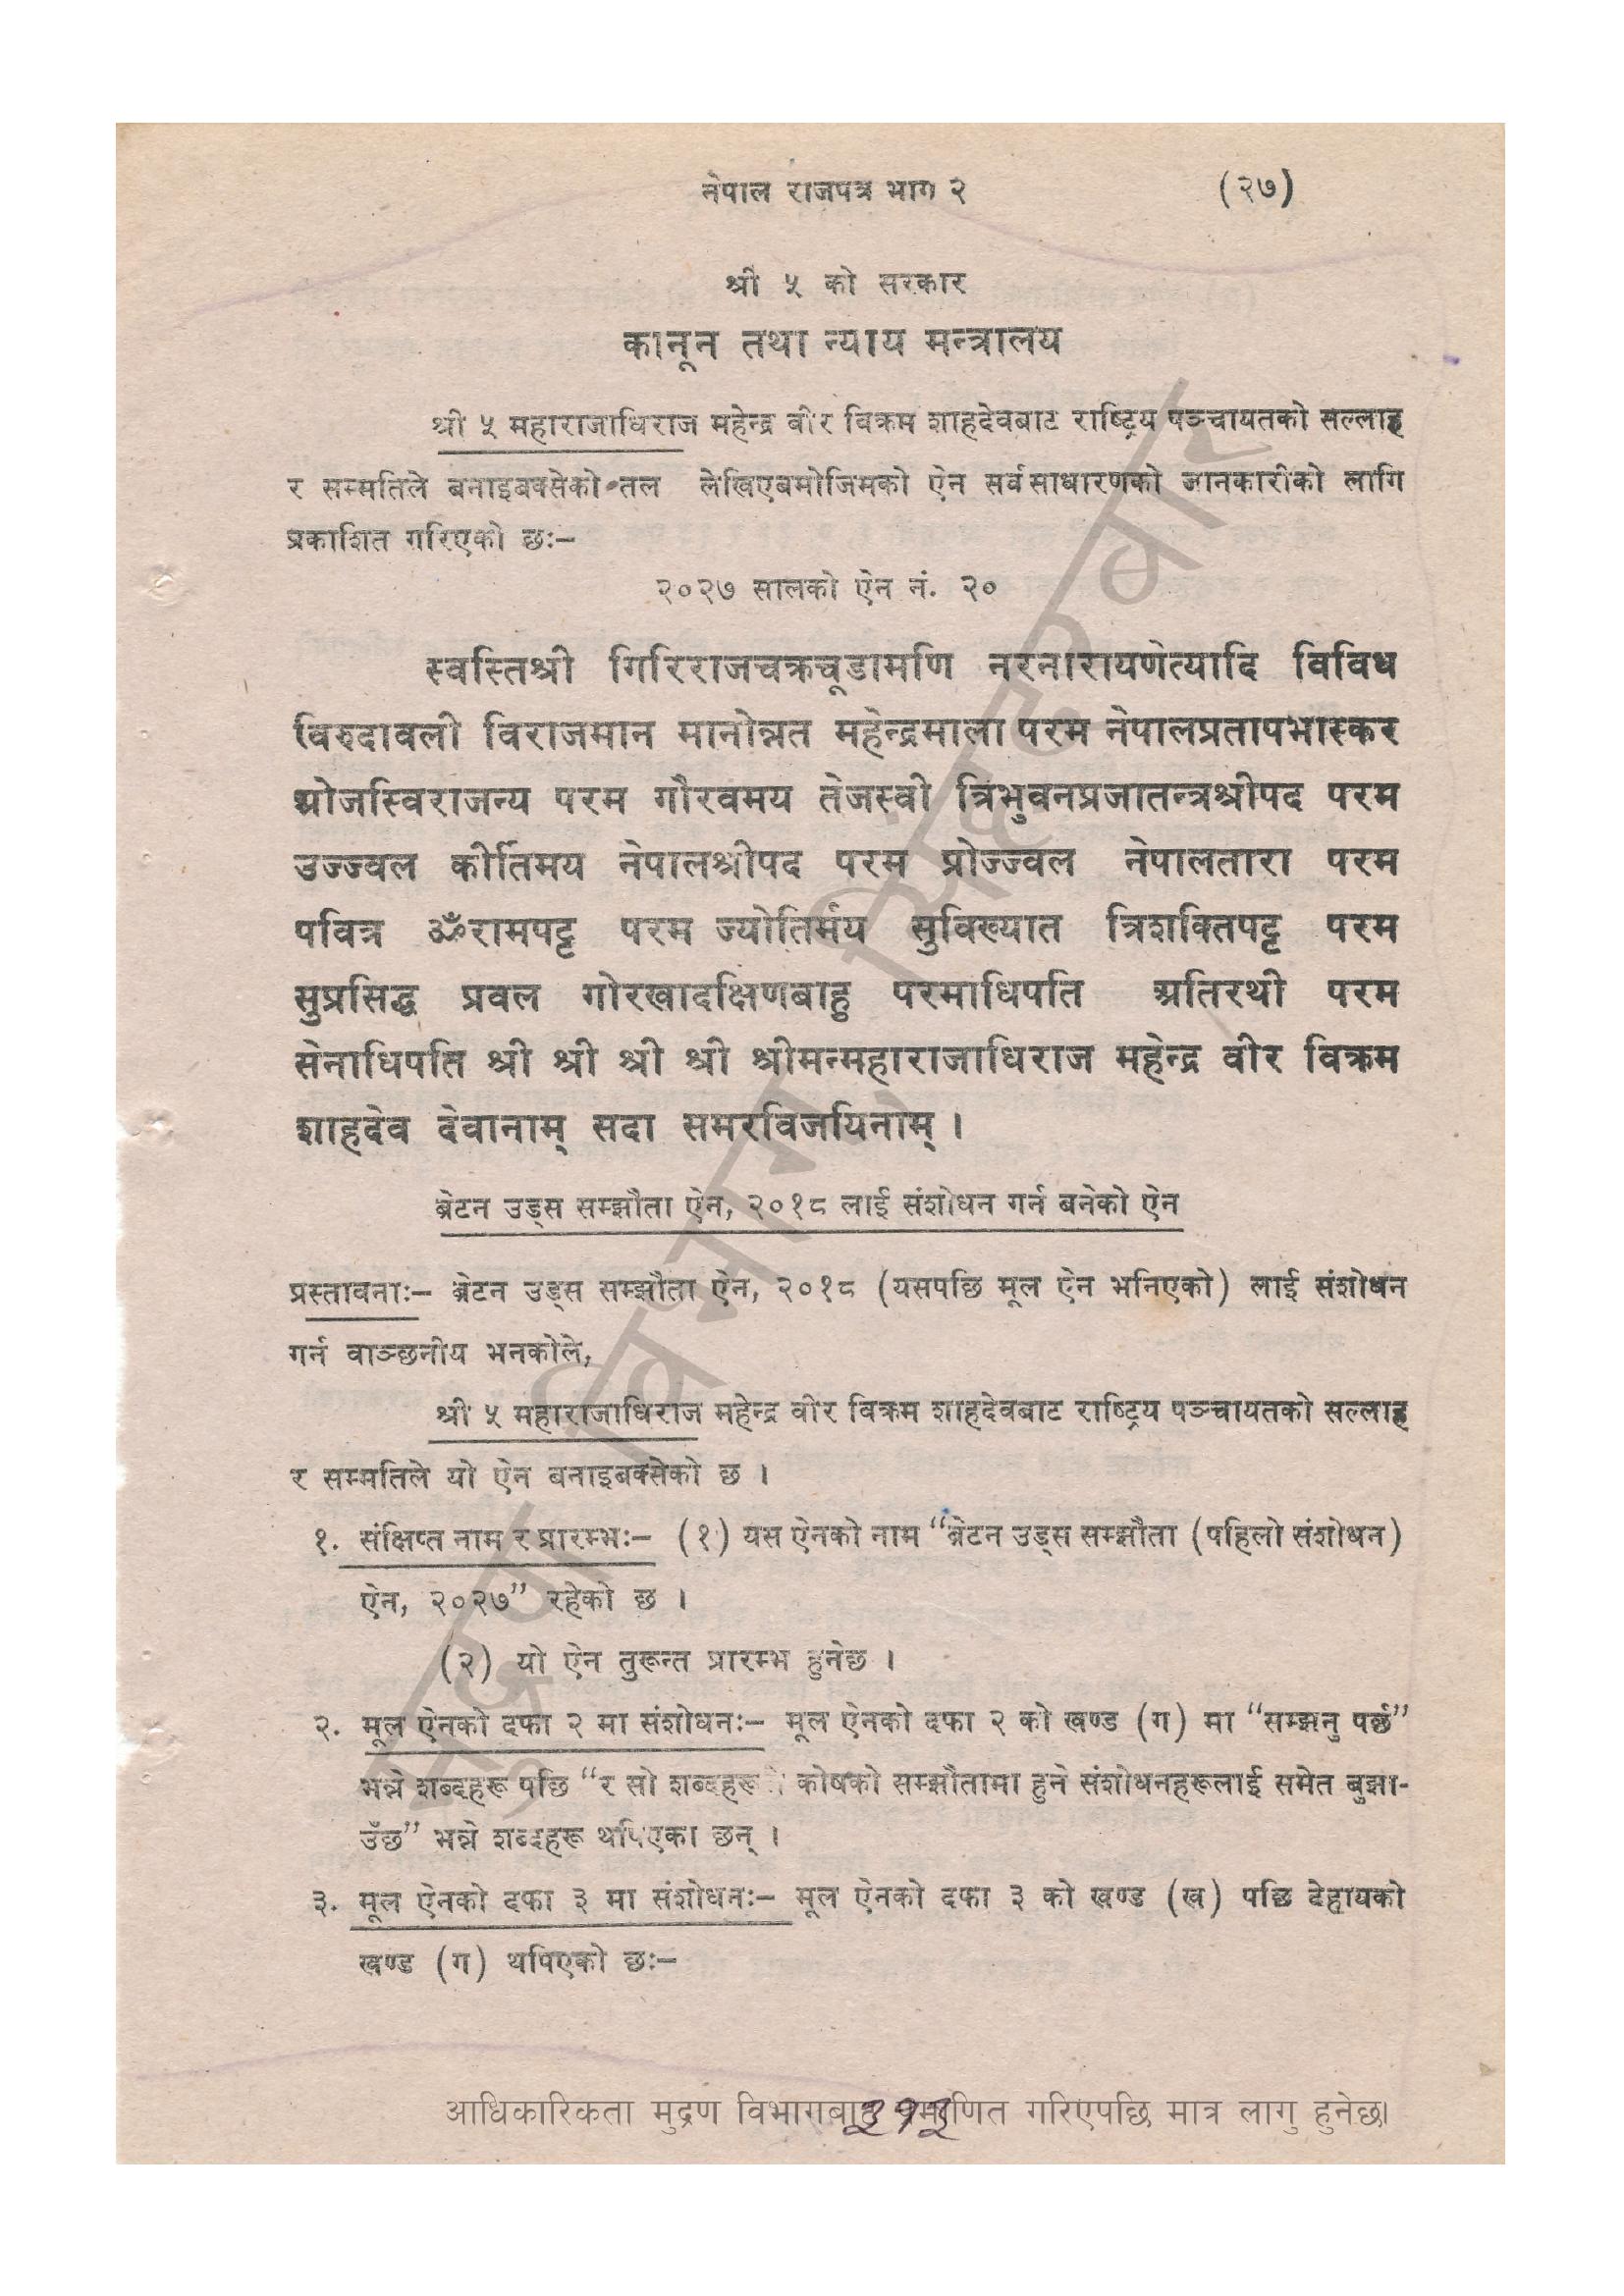 नेपाल राजपत्र भाग २ (२७)
श्री ५ को सरकार
कानून तथा न्याय मन्त्रालय
श्री ५ महाराजाधिराज महेन्द्र वीर विक्रम शाहदेवबाट राष्ट्रिय पञ्चायतको सल्लाह
र सम्मतिले बनाइबक्सेको तल लेखिएबमोजिमको ऐन सर्वसाधारणको जानकारीको लागि
प्रकाशित गरिएको छः–
२०२७ सालको ऐन नं. २०
स्वस्तिश्री गिरिराजचक्रचूडामणि नरनारायणेत्यादि विविध
विरुदावली विराजमान मानोन्नत महेन्द्रमाला परम नेपालप्रतापभास्कर
ओजस्विराजन्य परम गौरवमय तेजस्वी त्रिभुवनप्रजातन्त्रश्रीपद परम
उज्ज्वल कीर्तिमय नेपालश्रीपद परम प्रोज्ज्वल नेपालतारा परम
पवित्र ॐरामपट्ट परम ज्योतिर्मय सुविख्यात त्रिशक्तिपट्ट परम
सुप्रसिद्ध प्रवल गोरखादक्षिणबाहु परमाधिपति अतिरथी परम
सेनाधिपति श्री श्री श्री श्री श्रीमन्महाराजाधिराज महेन्द्र वीर विक्रम
शाहदेव देवानाम् सदा समरविजयिनाम् ।
ब्रेटन उड्स सम्झौता ऐन, २०१८ लाई संशोधन गर्न बनेको ऐन
प्रस्तावनाः– ब्रेटन उड्स सम्झौता ऐन, २०१८ (यसपछि मूल ऐन भनिएको) लाई संशोधन
गर्न वाञ्छनीय भनकोले,
श्री ५ महाराजाधिराज महेन्द्र वीर विक्रम शाहदेवबाट राष्ट्रिय पञ्चायतको सल्लाह
र सम्मतिले यो ऐन बनाइबक्सेको छ ।
१. संक्षिप्त नाम र प्रारम्भः– (१) यस ऐनको नाम “ब्रेटन उड्स सम्झौता (पहिलो संशोधन)
ऐन, २०२७” रहेको छ ।
(२) यो ऐन तुरून्त प्रारम्भ हुनेछ ।
२. मूल ऐनको दफा २ मा संशोधनः– मूल ऐनको दफा २ को खण्ड (ग) मा “सम्झनु पर्छ”
भन्ने शब्दहरू पछि “र सो शब्दहरूले कोषको सम्झौतामा हुने संशोधनहरूलाई समेत बुझा-
उँछ” भन्ने शब्दहरू थपिएका छन् ।
३. मूल ऐनको दफा ३ मा संशोधनः– मूल ऐनको दफा ३ को खण्ड (ख) पछि देहायको
खण्ड (ग) थपिएको छः–
मुद्रण विभाग, सिंहदरबार
आधिकारिकता मुद्रण विभागबाट प्रमाणित गरिएपछि मात्र लागु हुनेछ।
२१३